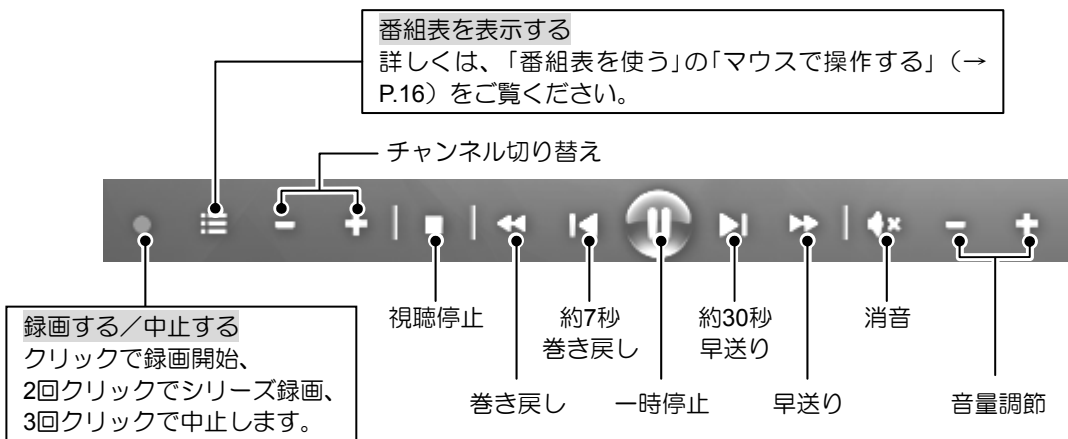 番組表を表示する
詳しくは、「番組表を使う」の「マウスで操作する」（→
P.16）をご覧ください。
チャンネル切り替え
視聴停止
約7秒
巻き戻し
約30秒
早送り
消音
巻き戻し
一時停止
早送り
音量調節
録画する／中止する
クリックで録画開始、
2回クリックでシリーズ録画、
3回クリックで中止します。